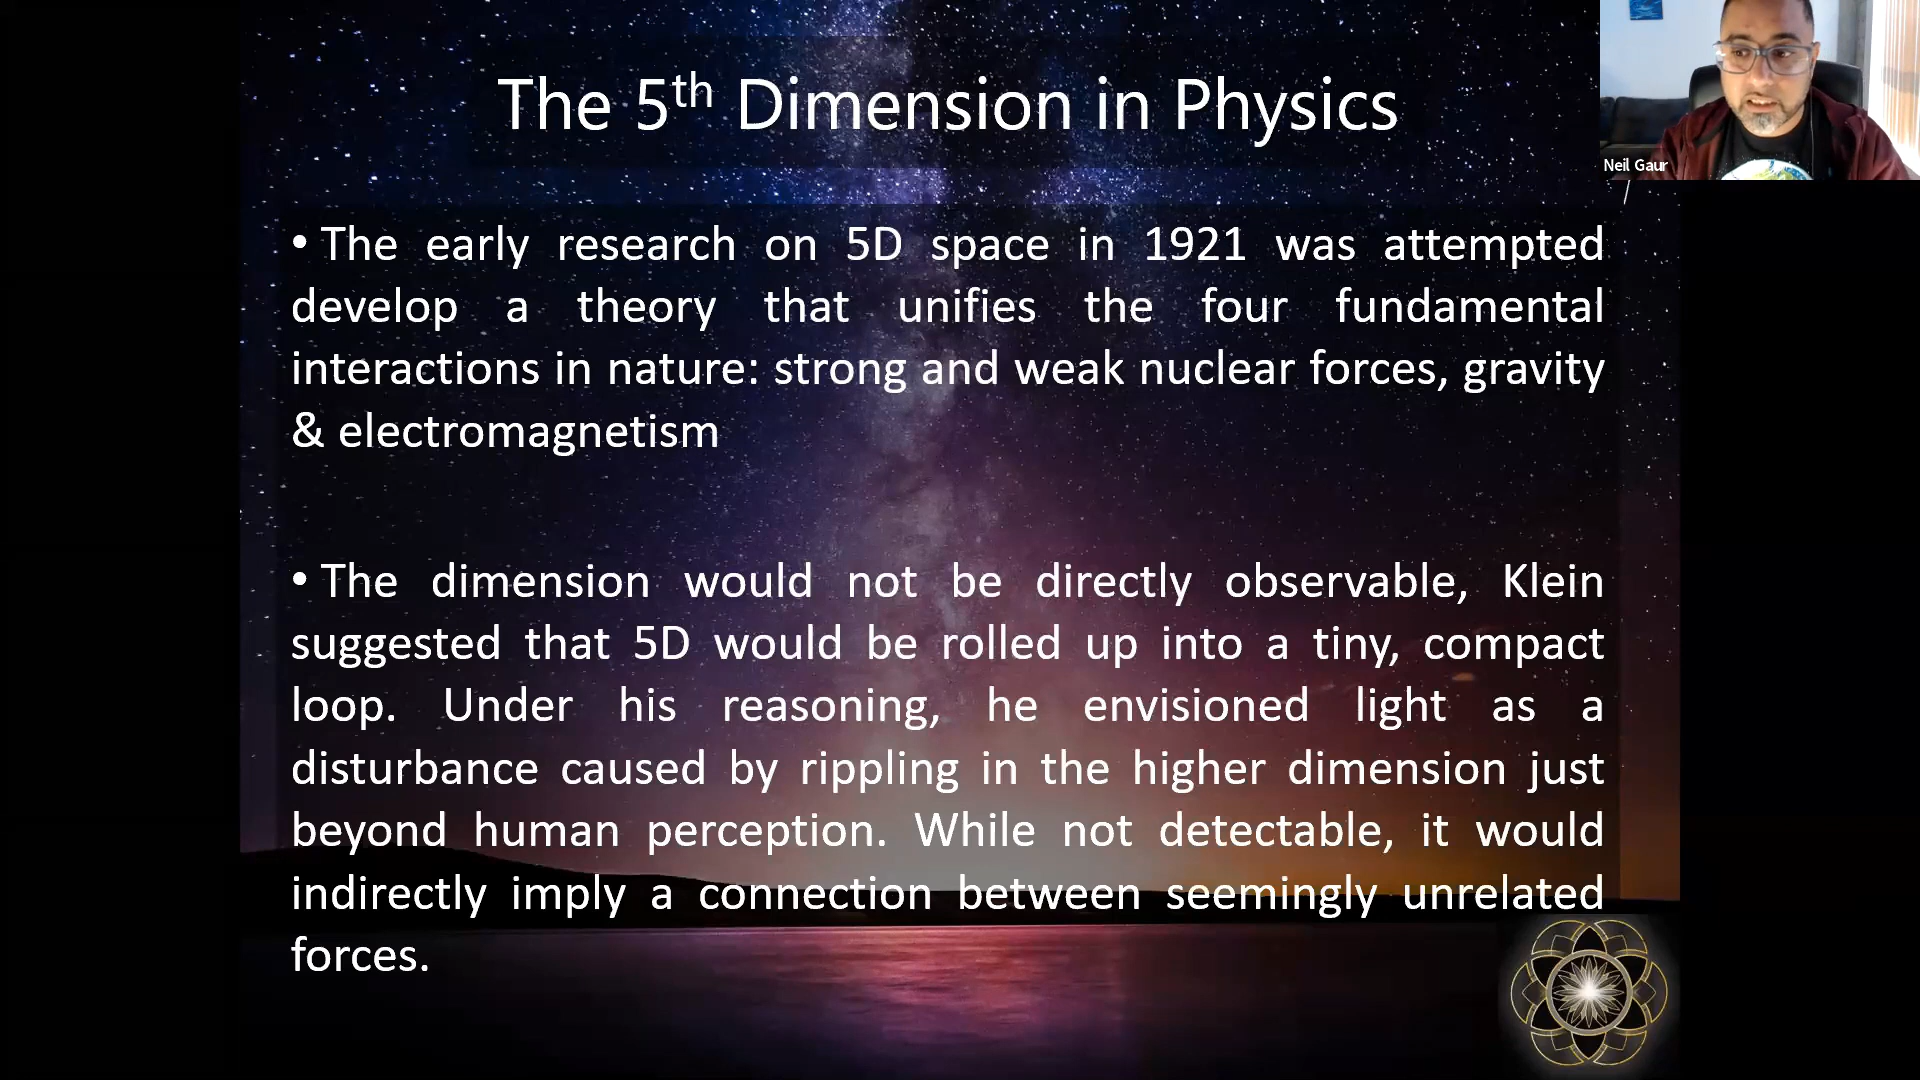 The 5th Dimension in Physics
Neil Gaur
• The early research on 5D space in 1921 was attempted
develop a theory that unifies the four fundamental
interactions in nature: strong and weak nuclear forces, gravity
& electromagnetism
• The dimension would not be directly observable, Klein
suggested that 5D would be rolled up into a tiny, compact
loop. Under his reasoning, he envisioned light as a
disturbance caused by rippling in the higher dimension just
beyond human perception. While not detectable, it would
indirectly imply a connection between seemingly unrelated
forces.